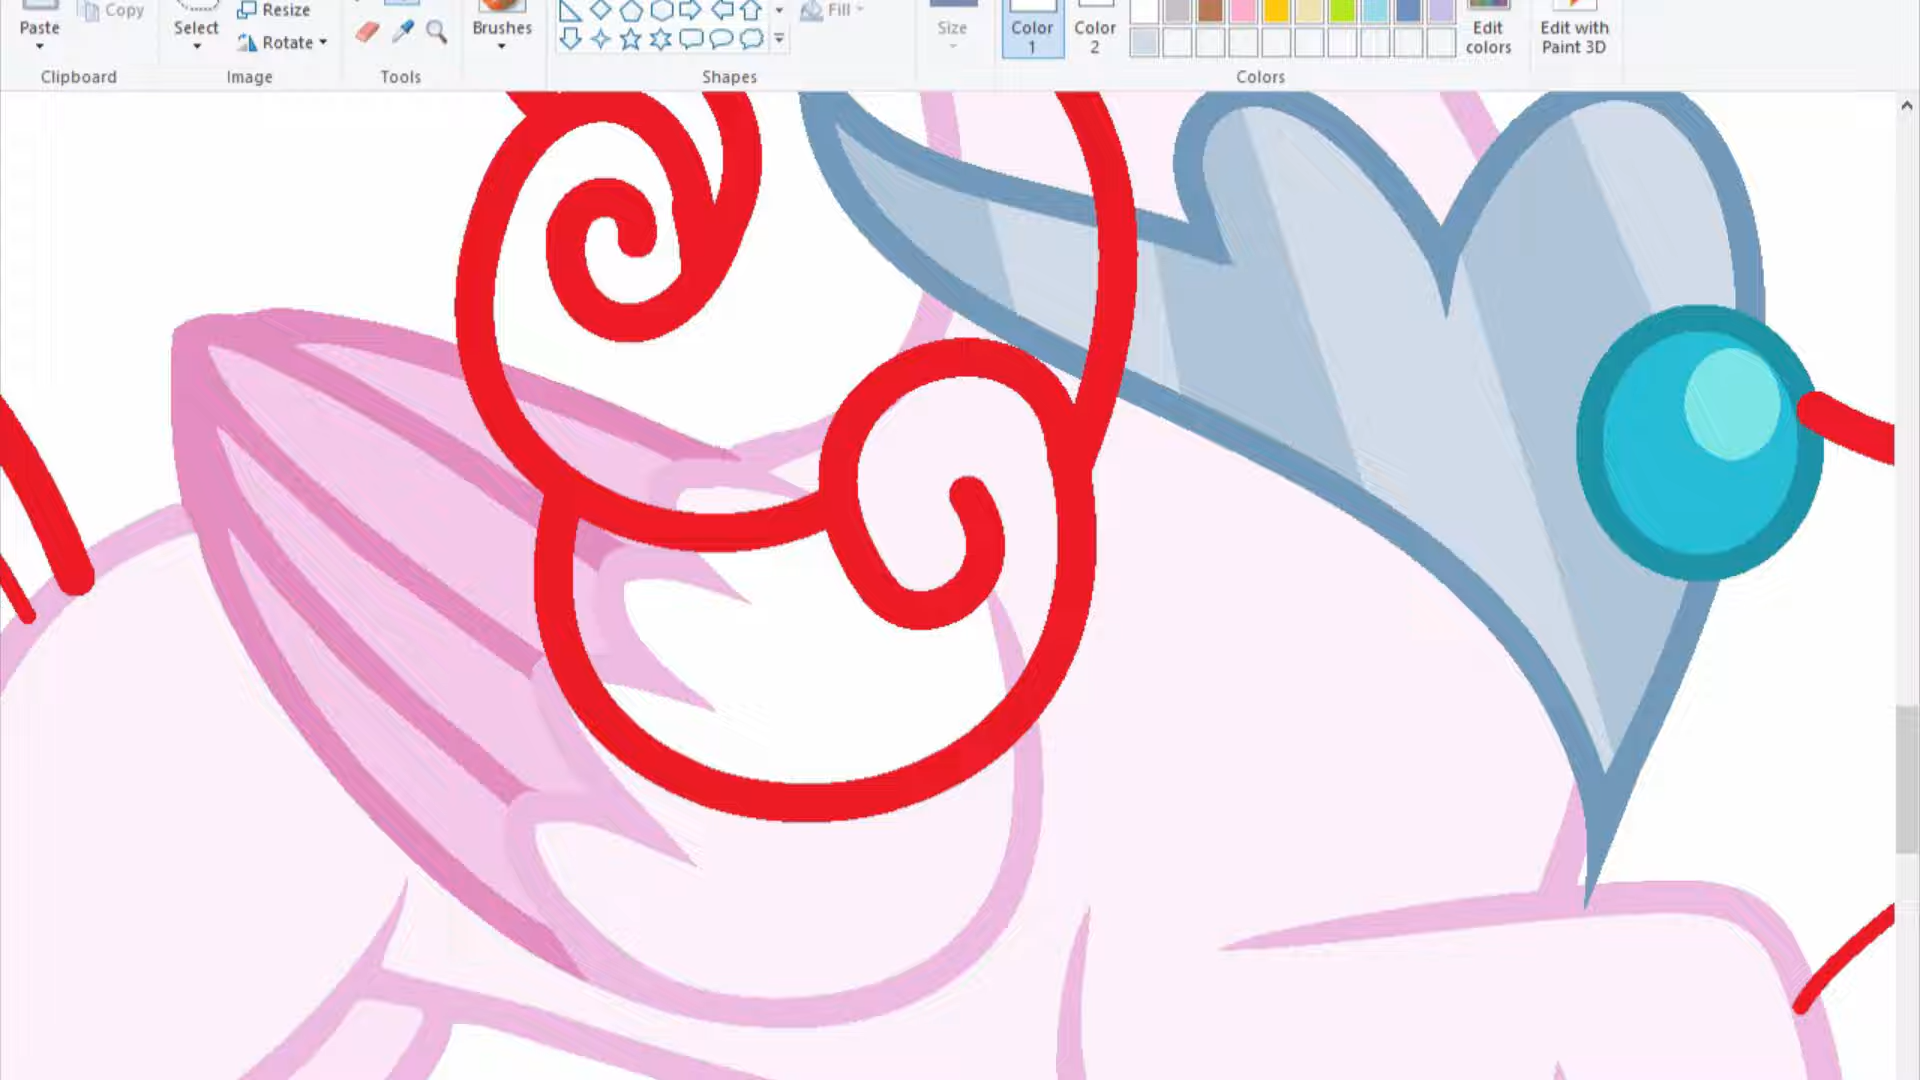 Paste
Copy
Clipboard
Select
Resize
Rotate
Image
Tools
Brushes
Fill
Shapes
Size
Color
1
Color
2
Colors
Edit
colors
Edit with
Paint 3D